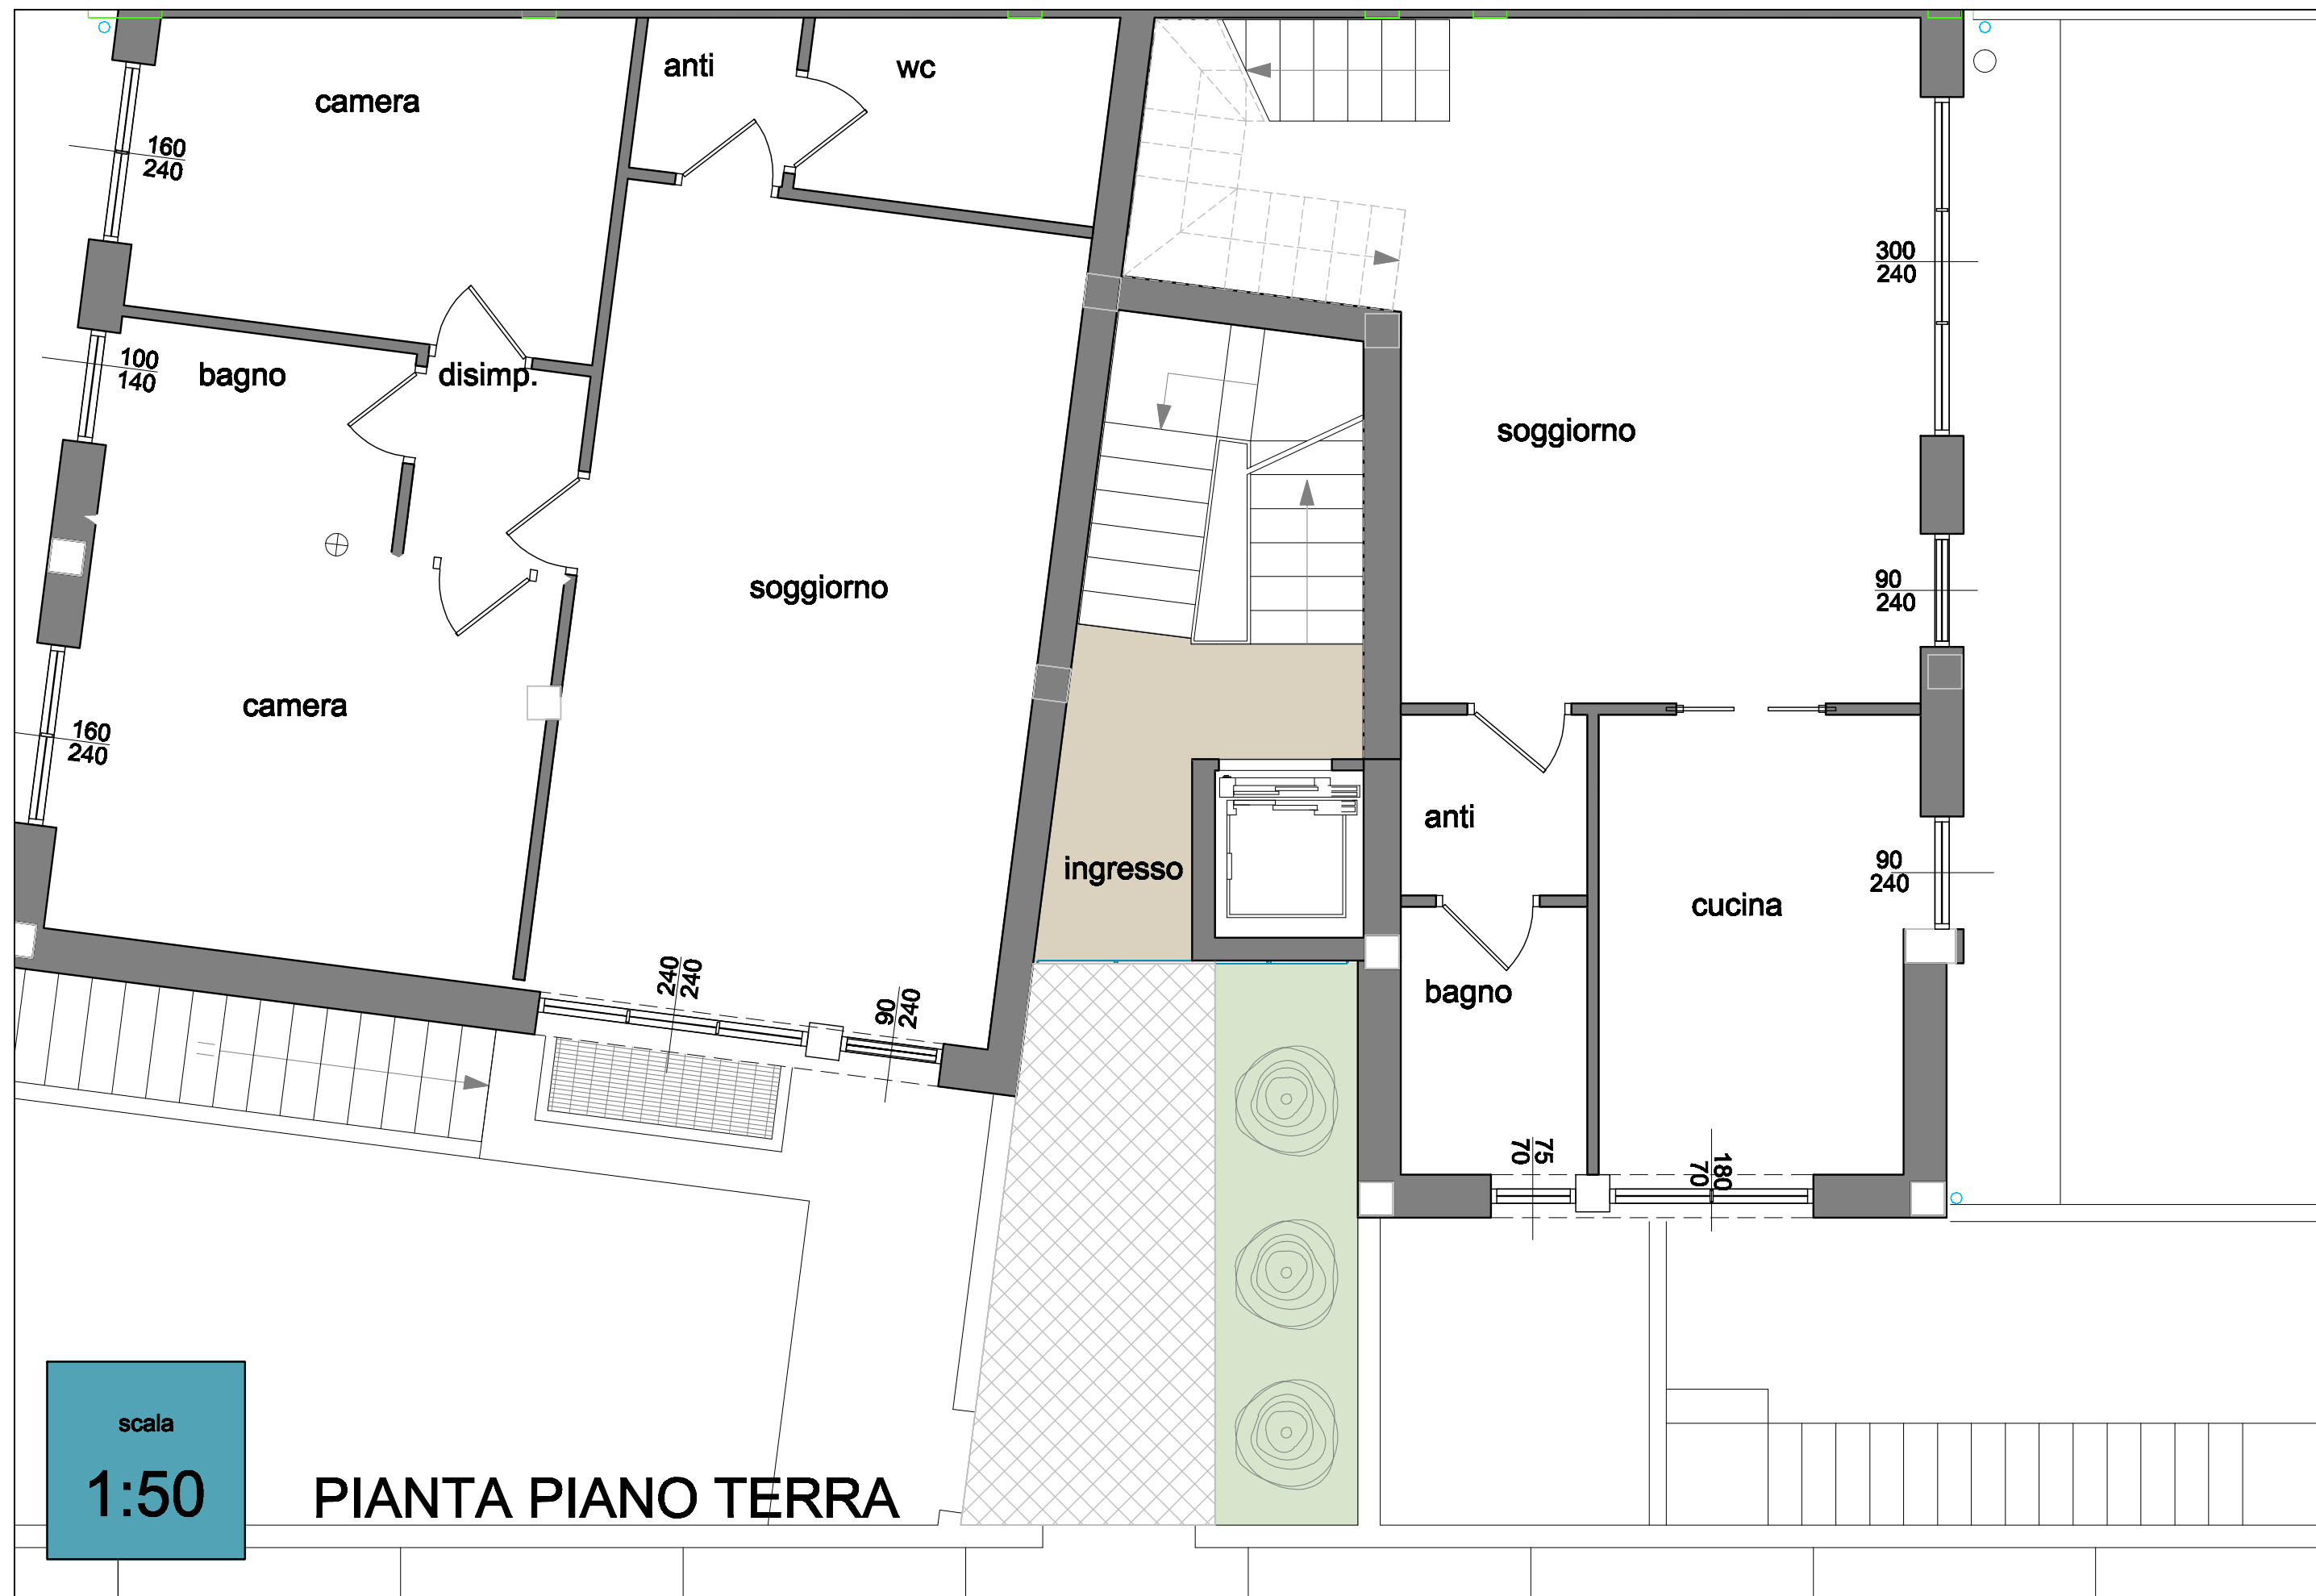 anti
wc
camera
160
240
300
240
100
140
bagno
disimp.
soggiorno
soggiorno
90
240
camera
160
240
anti
ingresso
90
240
cucina
240
240
90
240
bagno
75
70
180
70
scala
1:50
PIANTA PIANO TERRA